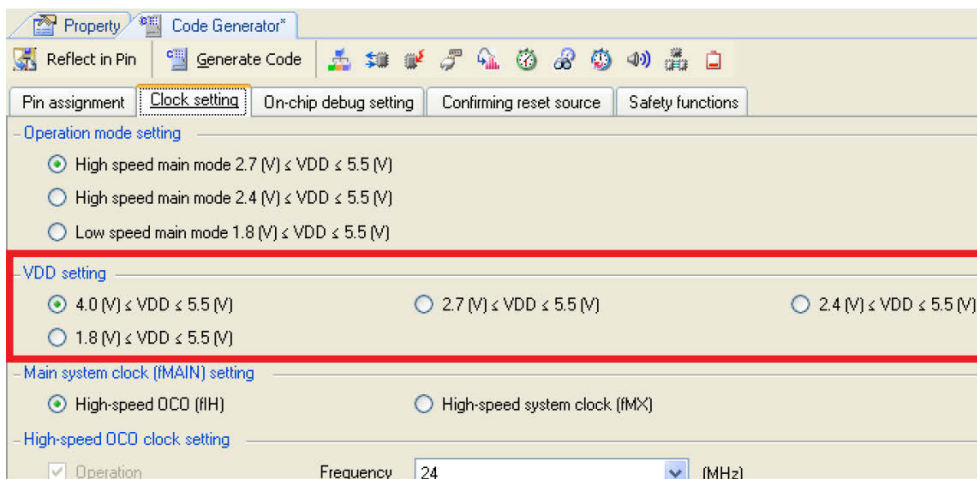 Property Code Generator*
Reflect in Pin Generate Code
Pin assignment Clock setting On-chip debug setting Confirming reset source Safety functions
Operation mode setting
High speed main mode 2.7 (V) ≤ VDD ≤ 5.5 (V)
High speed main mode 2.4 (V) ≤ VDD ≤ 5.5 (V)
Low speed main mode 1.8 (V) ≤ VDD ≤ 5.5 (V)
VDD setting
4.0 (V) ≤ VDD ≤ 5.5 (V) 2.7 (V) ≤ VDD ≤ 5.5 (V) 2.4 (V) ≤ VDD ≤ 5.5 (V)
1.8 (V) ≤ VDD ≤ 5.5 (V)
Main system clock (fMAIN) setting
High-speed OCO (fIH) High-speed system clock (fMX)
High-speed OCO clock setting
Operation Frequency 24 (MHz)